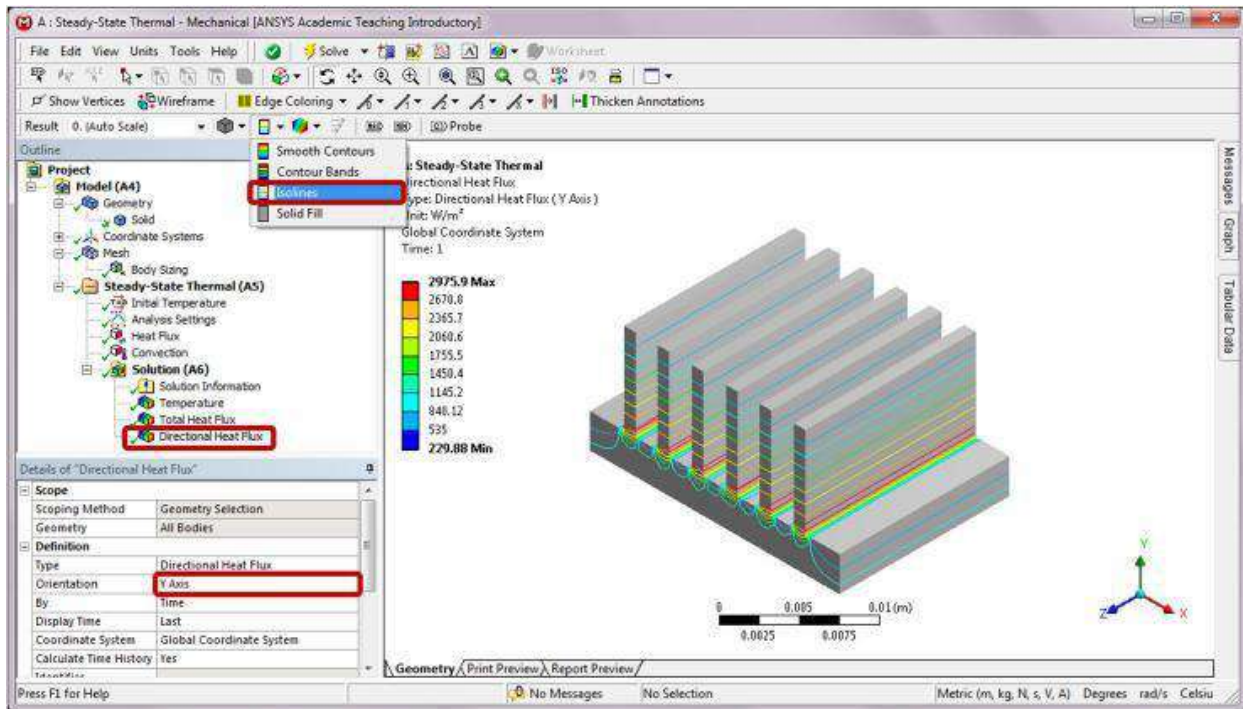 A : Steady-State Thermal - Mechanical [ANSYS Academic Teaching Introductory]
File Edit View Units Tools Help Solve Worksheet
Show Vertices Wireframe Edge Coloring Thicken Annotations
Result 0. (Auto Scale) Probe
Smooth Contours
Contour Bands
Isolines
Solid Fill
Outline
Project
Model (A4)
Geometry
Solid
Coordinate Systems
Mesh
Body Sizing
Steady-State Thermal (A5)
Initial Temperature
Analysis Settings
Heat Flux
Convection
Solution (A6)
Solution Information
Temperature
Total Heat Flux
Directional Heat Flux
Details of "Directional Heat Flux"
Scope
Scoping Method Geometry Selection
Geometry All Bodies
Definition
Type Directional Heat Flux
Orientation Y Axis
By Time
Display Time Last
Coordinate System Global Coordinate System
Calculate Time History Yes
: Steady-State Thermal
Directional Heat Flux
Type: Directional Heat Flux ( Y Axis )
Unit: W/m²
Global Coordinate System
Time: 1
2975.9 Max
2670.8
2365.7
2060.6
1755.5
1450.4
1145.2
840.12
535
229.88 Min
0 0.005 0.01 (m)
0.0025 0.0075
Y
Z
X
Messages
Graph
Tabular Data
Geometry Print Preview Report Preview
Press F1 for Help No Messages No Selection Metric (m, kg, N, s, V, A) Degrees rad/s Celsiu